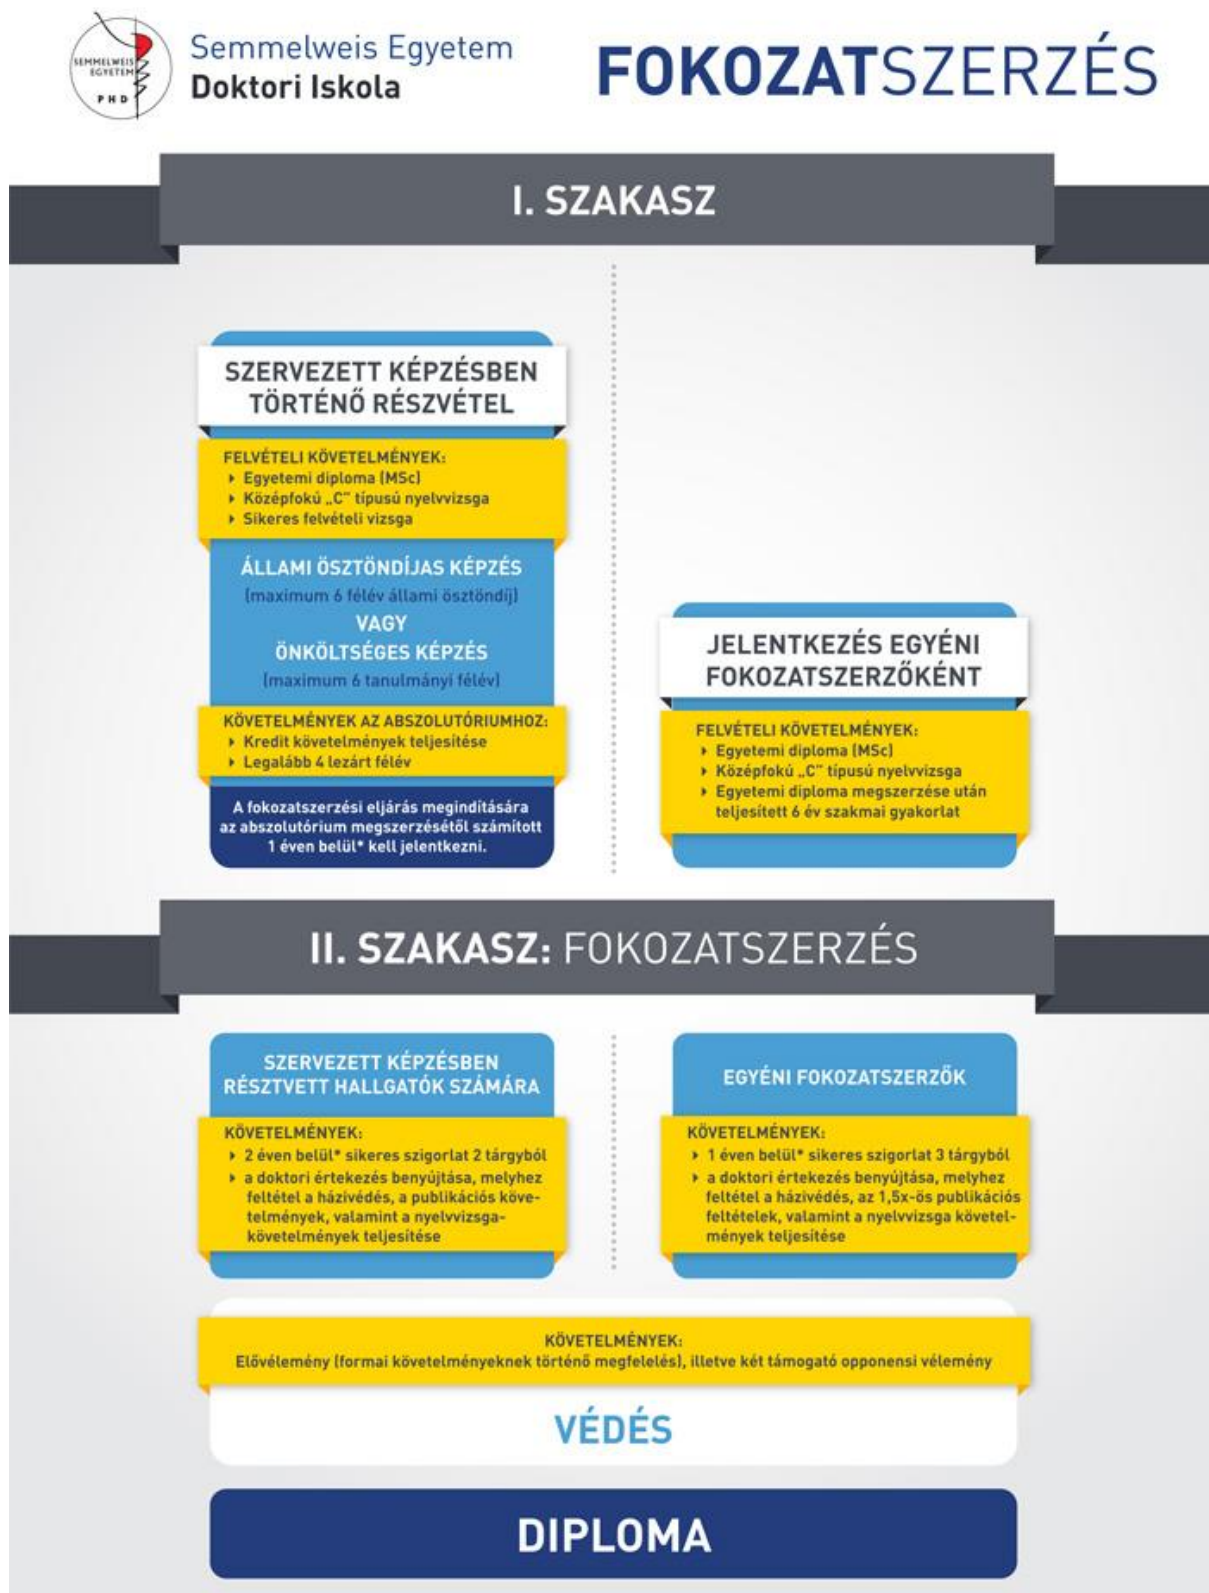 SEMMELWEIS
EGYETEM
PHD
Semmelweis Egyetem
Doktori Iskola
FOKOZATSZERZÉS
I. SZAKASZ
SZERVEZETT KÉPZÉSBEN
TÖRTÉNŐ RÉSZVÉTEL
FELVÉTELI KÖVETELMÉNYEK:
Egyetemi diploma (MSc)
Középfokú „C” típusú nyelvvizsga
Sikeres felvételi vizsga
ÁLLAMI ÖSZTÖNDÍJAS KÉPZÉS
(maximum 6 félév állami ösztöndíj)
VAGY
ÖNKÖLTSÉGES KÉPZÉS
(maximum 6 tanulmányi félév)
KÖVETELMÉNYEK AZ ABSZOLUTÓRIUMHOZ:
Kredit követelmények teljesítése
Legalább 4 lezárt félév
A fokozatszerzési eljárás megindítására
az abszolutórium megszerzésétől számított
1 éven belül* kell jelentkezni.
JELENTKEZÉS EGYÉNI
FOKOZATSZERZŐKÉNT
FELVÉTELI KÖVETELMÉNYEK:
Egyetemi diploma (MSc)
Középfokú „C” típusú nyelvvizsga
Egyetemi diploma megszerzése után
teljesített 6 év szakmai gyakorlat
II. SZAKASZ: FOKOZATSZERZÉS
SZERVEZETT KÉPZÉSBEN
RÉSZTVETT HALLGATÓK SZÁMÁRA
KÖVETELMÉNYEK:
2 éven belül* sikeres szigorlat 2 tárgyból
a doktori értekezés benyújtása, melyhez
feltétel a házivédés, a publikációs köve-
telmények, valamint a nyelvvizsga-
követelmények teljesítése
EGYÉNI FOKOZATSZERZŐK
KÖVETELMÉNYEK:
1 éven belül* sikeres szigorlat 3 tárgyból
a doktori értekezés benyújtása, melyhez
feltétel a házivédés, az 1,5x-ös publikációs
feltételek, valamint a nyelvvizsga követel-
mények teljesítése
KÖVETELMÉNYEK:
Elővélemény (formai követelményeknek történő megfelelés), illetve két támogató opponensi vélemény
VÉDÉS
DIPLOMA